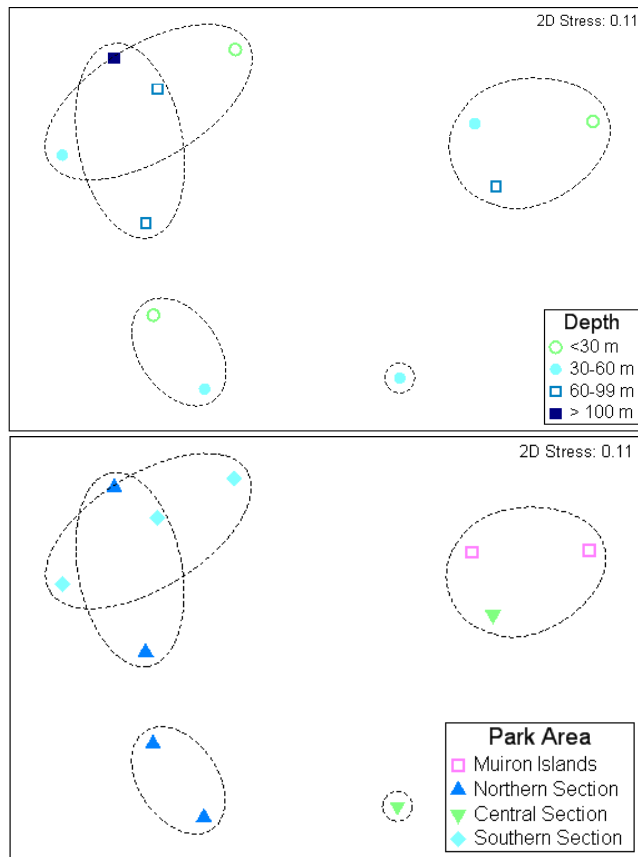 2D Stress: 0.11
Depth
<30 m
30-60 m
60-99 m
> 100 m
2D Stress: 0.11
Park Area
Muiron Islands
Northern Section
Central Section
Southern Section